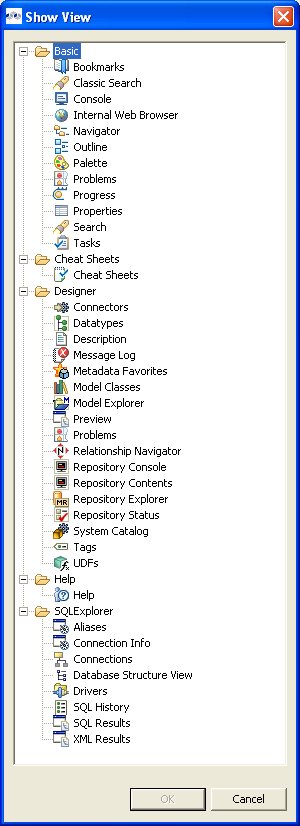 Show View
Basic
Bookmarks
Classic Search
Console
Internal Web Browser
Navigator
Outline
Palette
Problems
Progress
Properties
Search
Tasks
Cheat Sheets
Cheat Sheets
Designer
Connectors
Datatypes
Description
Message Log
Metadata Favorites
Model Classes
Model Explorer
Preview
Problems
Relationship Navigator
Repository Console
Repository Contents
Repository Explorer
Repository Status
System Catalog
Tags
UDFs
Help
Help
SQLExplorer
Aliases
Connection Info
Connections
Database Structure View
Drivers
SQL History
SQL Results
XML Results
OK
Cancel